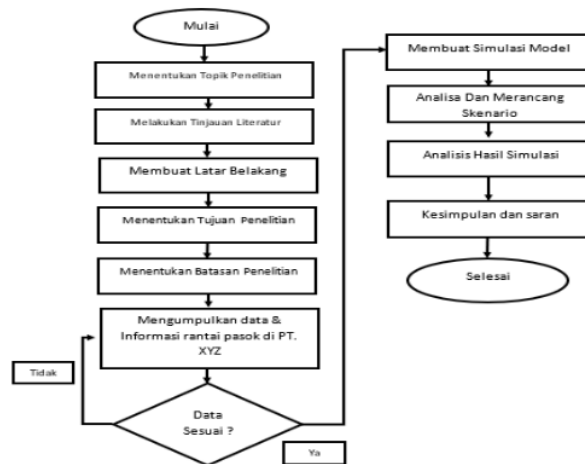 Mulai
Menentukan Topik Penelitian
Melakukan Tinjauan Literatur
Membuat Latar Belakang
Menentukan Tujuan Penelitian
Menentukan Batasan Penelitian
Mengumpulkan data &
Informasi rantai pasok di PT.
XYZ
Tidak
Data
Sesuai ?
Ya
Membuat Simulasi Model
Analisa Dan Merancang
Skenario
Analisis Hasil Simulasi
Kesimpulan dan saran
Selesai